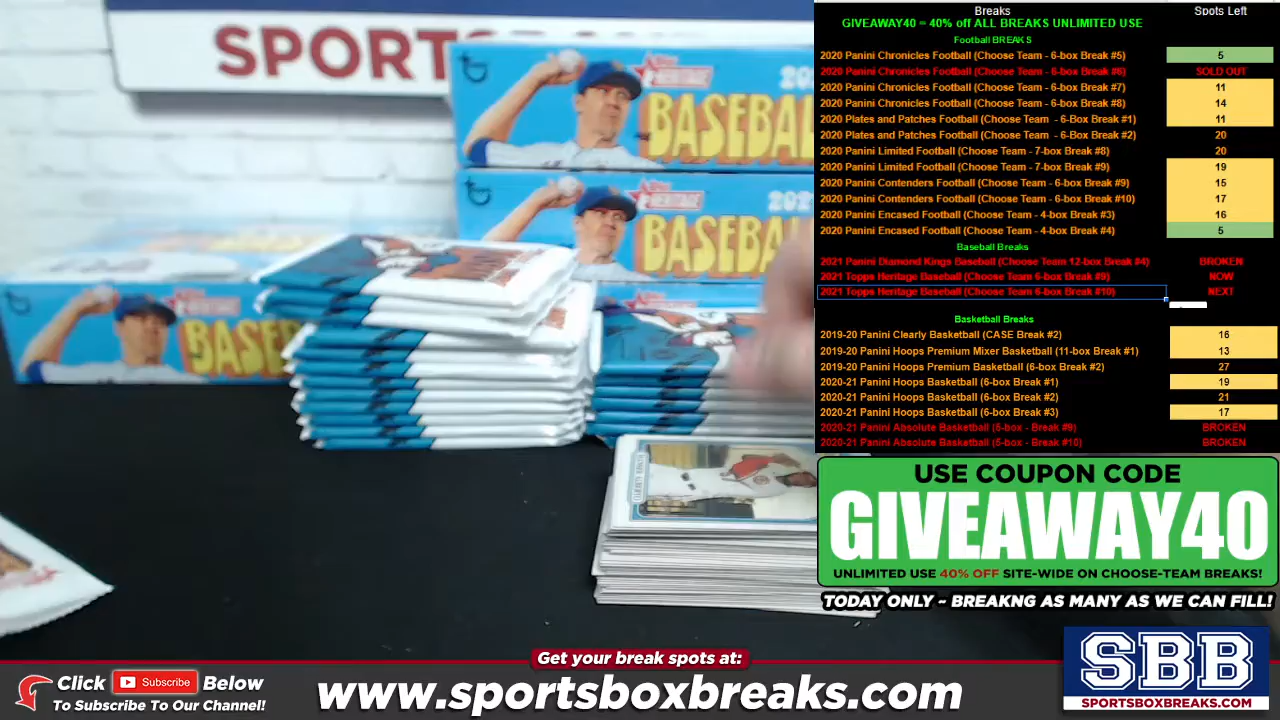 Breaks Spots Left
GIVEAWAY40 = 40% off ALL BREAKS UNLIMITED USE
Football BREAKS
2020 Panini Chronicles Football (Choose Team - 6-box Break #5) 5
2020 Panini Chronicles Football (Choose Team - 6-box Break #6) SOLD OUT
2020 Panini Chronicles Football (Choose Team - 6-box Break #7) 11
2020 Panini Chronicles Football (Choose Team - 6-box Break #8) 14
2020 Plates and Patches Football (Choose Team - 6-Box Break #1) 11
2020 Plates and Patches Football (Choose Team - 6-Box Break #2) 20
2020 Panini Limited Football (Choose Team - 7-box Break #8) 20
2020 Panini Limited Football (Choose Team - 7-box Break #9) 19
2020 Panini Contenders Football (Choose Team - 6-box Break #9) 15
2020 Panini Contenders Football (Choose Team - 6-box Break #10) 17
2020 Panini Encased Football (Choose Team - 4-box Break #3) 16
2020 Panini Encased Football (Choose Team - 4-box Break #4) 5
Baseball Breaks
2021 Panini Diamond Kings Baseball (Choose Team 12-box Break #4) BROKEN
2021 Topps Heritage Baseball (Choose Team 6-box Break #9) NOW
2021 Topps Heritage Baseball (Choose Team 6-box Break #10) NEXT
Basketball Breaks
2019-20 Panini Clearly Basketball (CASE Break #2) 16
2019-20 Panini Hoops Premium Mixer Basketball (11-box Break #1) 13
2019-20 Panini Hoops Premium Basketball (6-box Break #2) 27
2020-21 Panini Hoops Basketball (6-box Break #1) 19
2020-21 Panini Hoops Basketball (6-box Break #2) 21
2020-21 Panini Hoops Basketball (6-box Break #3) 17
2020-21 Panini Absolute Basketball (5-box - Break #9) BROKEN
2020-21 Panini Absolute Basketball (5-box - Break #10) BROKEN
SPORTS
HERITAGE 20
BASEBAL
HERITAGE 202
BASEBAL
USE COUPON CODE
GIVEAWAY40
UNLIMITED USE 40% OFF SITE-WIDE ON CHOOSE-TEAM BREAKS!
TODAY ONLY ~ BREAKNG AS MANY AS WE CAN FILL!
SBB
SPORTSBOXBREAKS.COM
Get your break spots at:
www.sportsboxbreaks.com
Click Subscribe Below
To Subscribe To Our Channel!